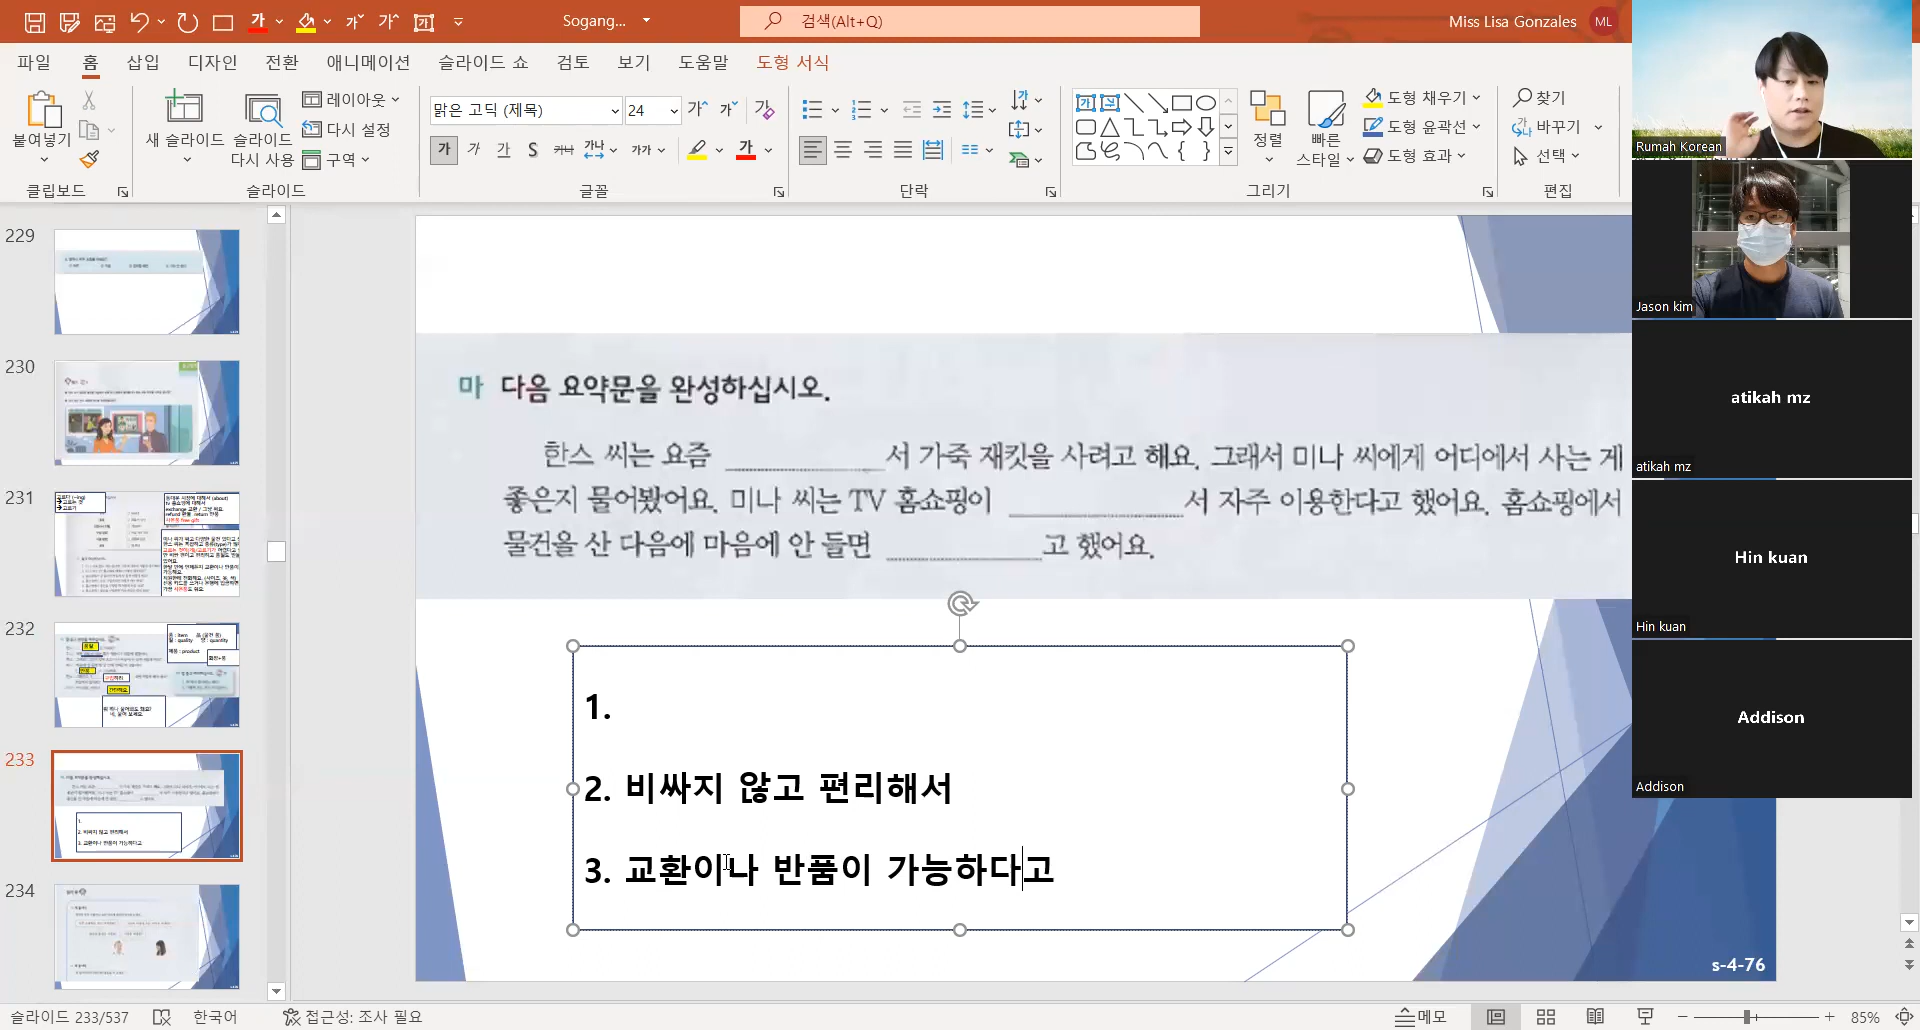 Sogang...
검색(Alt+Q)
Miss Lisa Gonzales
ML
파일 홈 삽입 디자인 전환 애니메이션 슬라이드 쇼 검토 보기 도움말 도형 서식
붙여넣기
클립보드
새 슬라이드
슬라이드 다시 사용
레이아웃
다시 설정
구역
슬라이드
맑은 고딕 (제목)
24
글꼴
단락
정렬
빠른 스타일
도형 채우기
도형 윤곽선
도형 효과
그리기
찾기
바꾸기
선택
편집
229
230
231
232
233
234
마 다음 요약문을 완성하십시오.
한스 씨는 요즘 서 가죽 재킷을 사려고 해요. 그래서 미나 씨에게 어디에서 사는 게
좋은지 물어봤어요. 미나 씨는 TV 홈쇼핑이 서 자주 이용한다고 했어요. 홈쇼핑에서
물건을 산 다음에 마음에 안 들면 고 했어요.
1.
2. 비싸지 않고 편리해서
3. 교환이나 반품이 가능하다고
s-4-76
Rumah Korean
Jason kim
atikah mz
atikah mz
Hin kuan
Hin kuan
Addison
Addison
슬라이드 233/537
한국어
접근성: 조사 필요
메모
85%